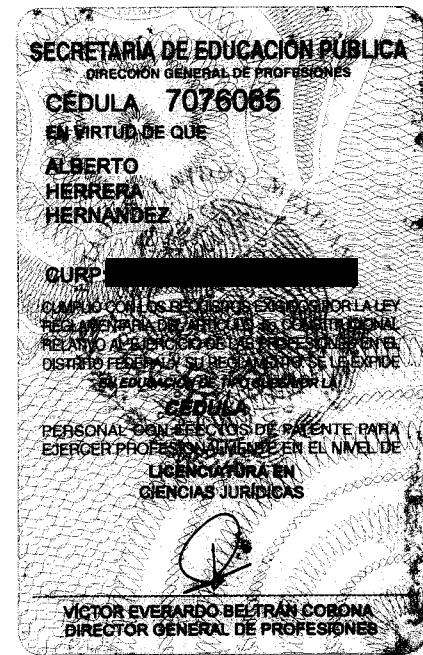 SECRETARÍA DE EDUCACIÓN PÚBLICA
DIRECCIÓN GENERAL DE PROFESIONES
CÉDULA 7076065
EN VIRTUD DE QUE
ALBERTO
HERRERA
HERNÁNDEZ
CURP:
CUMPLIÓ CON LOS REQUISITOS EXIGIDOS POR LA LEY
REGLAMENTARIA DEL ARTÍCULO 5o. CONSTITUCIONAL
RELATIVO AL EJERCICIO DE LAS PROFESIONES EN EL
DISTRITO FEDERAL Y SU REGLAMENTO SE LE EXPIDE
EN EDUCACIÓN DE TIPO SUPERIOR LA
CÉDULA
PERSONAL CON EFECTOS DE PATENTE PARA
EJERCER PROFESIONALMENTE EN EL NIVEL DE
LICENCIATURA EN
CIENCIAS JURÍDICAS
VÍCTOR EVERARDO BELTRÁN CORONA
DIRECTOR GENERAL DE PROFESIONES